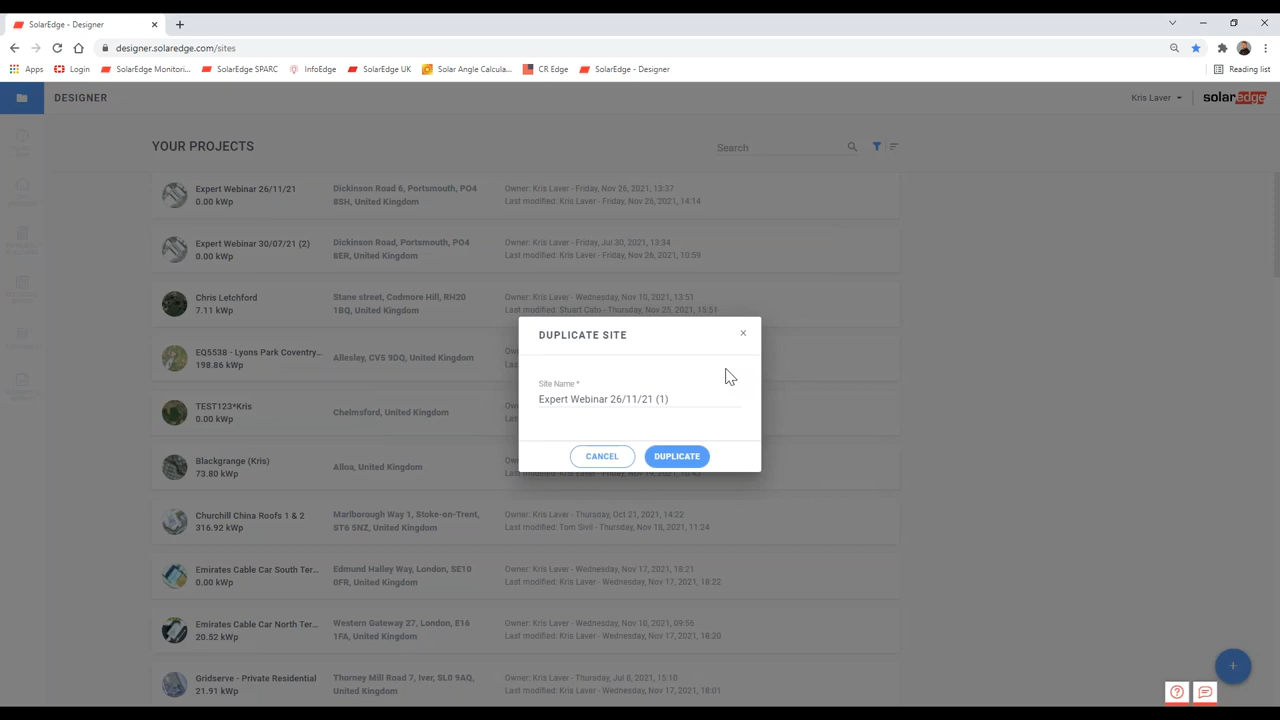 SolarEdge - Designer
designer.solaredge.com/sites
Apps
Login
SolarEdge Monitori...
SolarEdge SPARC
InfoEdge
SolarEdge UK
Solar Angle Calcula...
CR Edge
SolarEdge - Designer
Reading list
DESIGNER
Kris Laver
solaredge
YOUR PROJECTS
Search
Expert Webinar 26/11/21
0.00 kWp
Dickinson Road 6, Portsmouth, PO4
8SH, United Kingdom
Owner: Kris Laver - Friday, Nov 26, 2021, 13:37
Last modified: Kris Laver - Friday, Nov 26, 2021, 14:14
Expert Webinar 30/07/21 (2)
0.00 kWp
Dickinson Road, Portsmouth, PO4
8ER, United Kingdom
Owner: Kris Laver - Friday, Jul 30, 2021, 13:34
Last modified: Kris Laver - Friday, Nov 26, 2021, 10:59
Chris Letchford
7.11 kWp
Stane street, Codmore Hill, RH20
1BQ, United Kingdom
Owner: Kris Laver - Wednesday, Nov 10, 2021, 13:51
Last modified: Stuart Cato - Thursday, Nov 25, 2021, 15:51
EQ5538 - Lyons Park Coventry...
198.86 kWp
Allesley, CV5 9DQ, United Kingdom
TEST123*Kris
0.00 kWp
Chelmsford, United Kingdom
Blackgrange (Kris)
73.80 kWp
Alloa, United Kingdom
DUPLICATE SITE
Site Name *
Expert Webinar 26/11/21 (1)
CANCEL
DUPLICATE
Churchill China Roofs 1 & 2
316.92 kWp
Marlborough Way 1, Stoke-on-Trent,
ST6 5NZ, United Kingdom
Owner: Kris Laver - Thursday, Oct 21, 2021, 14:22
Last modified: Tom Sivil - Thursday, Nov 18, 2021, 11:24
Emirates Cable Car South Ter...
0.00 kWp
Edmund Halley Way, London, SE10
0FR, United Kingdom
Owner: Kris Laver - Wednesday, Nov 17, 2021, 18:21
Last modified: Kris Laver - Wednesday, Nov 17, 2021, 18:22
Emirates Cable Car North Ter...
20.52 kWp
Western Gateway 27, London, E16
1FA, United Kingdom
Owner: Kris Laver - Wednesday, Nov 10, 2021, 09:56
Last modified: Kris Laver - Wednesday, Nov 17, 2021, 18:20
Gridserve - Private Residential
21.91 kWp
Thorney Mill Road 7, Iver, SL0 9AQ,
United Kingdom
Owner: Kris Laver - Thursday, Jul 8, 2021, 15:10
Last modified: Kris Laver - Wednesday, Nov 17, 2021, 18:01